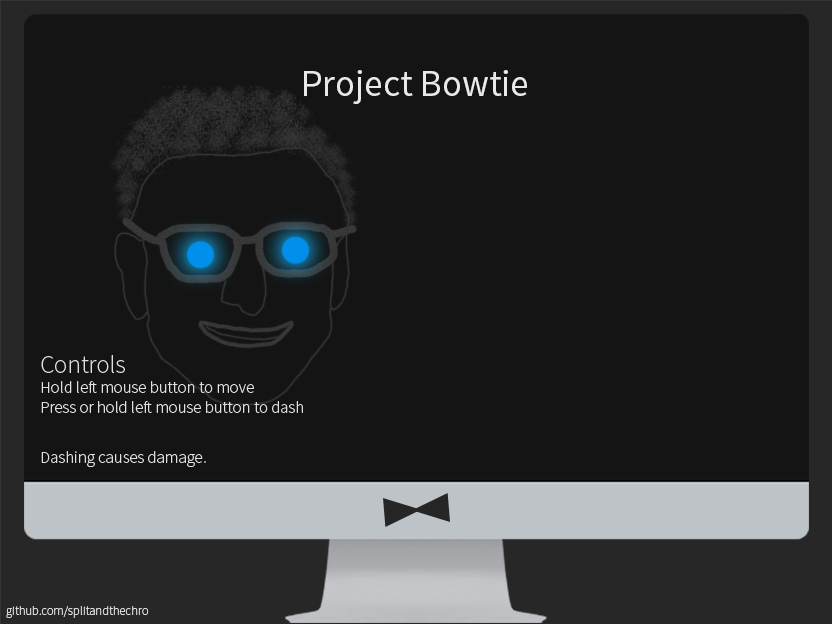 Project Bowtie
Controls
Hold left mouse button to move
Press or hold left mouse button to dash
Dashing causes damage.
github.com/splitandthechro